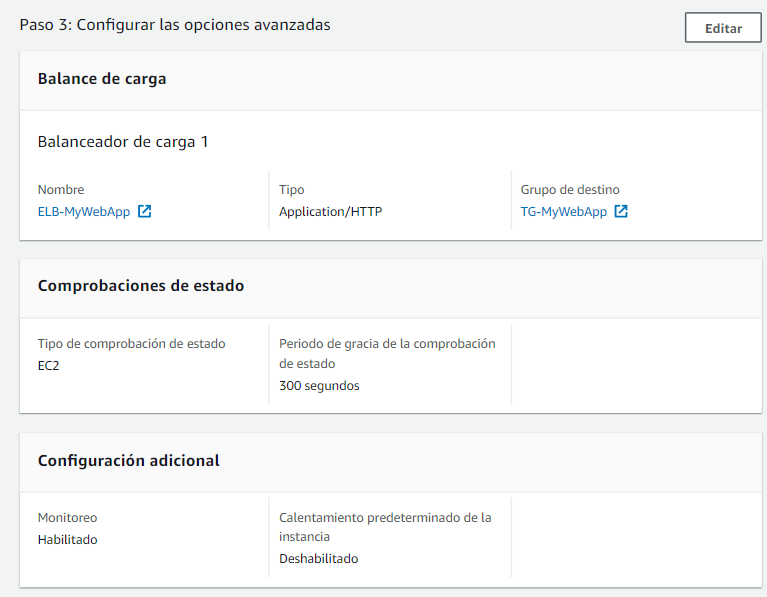 Paso 3: Configurar las opciones avanzadas
Editar
Balance de carga
Balanceador de carga 1
Nombre
ELB-MyWebApp
Tipo
Application/HTTP
Grupo de destino
TG-MyWebApp
Comprobaciones de estado
Tipo de comprobación de estado
EC2
Periodo de gracia de la comprobación
de estado
300 segundos
Configuración adicional
Monitoreo
Habilitado
Calentamiento predeterminado de la
instancia
Deshabilitado